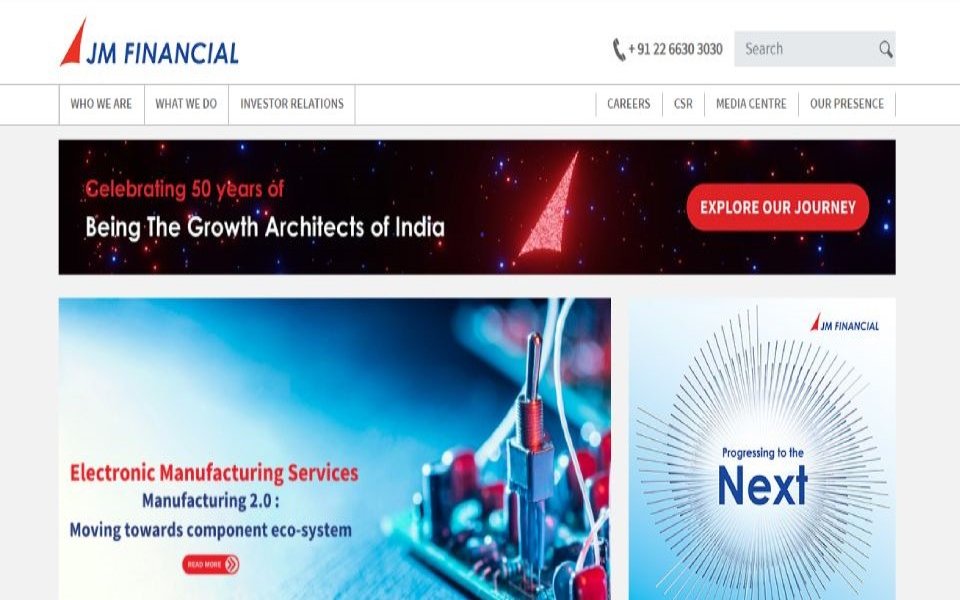 JM FINANCIAL
+ 91 22 6630 3030
Search
WHO WE ARE
WHAT WE DO
INVESTOR RELATIONS
CAREERS
CSR
MEDIA CENTRE
OUR PRESENCE
Celebrating 50 years of
Being The Growth Architects of India
EXPLORE OUR JOURNEY
Electronic Manufacturing Services
Manufacturing 2.0 :
Moving towards component eco-system
READ MORE
JM FINANCIAL
Progressing to the
Next